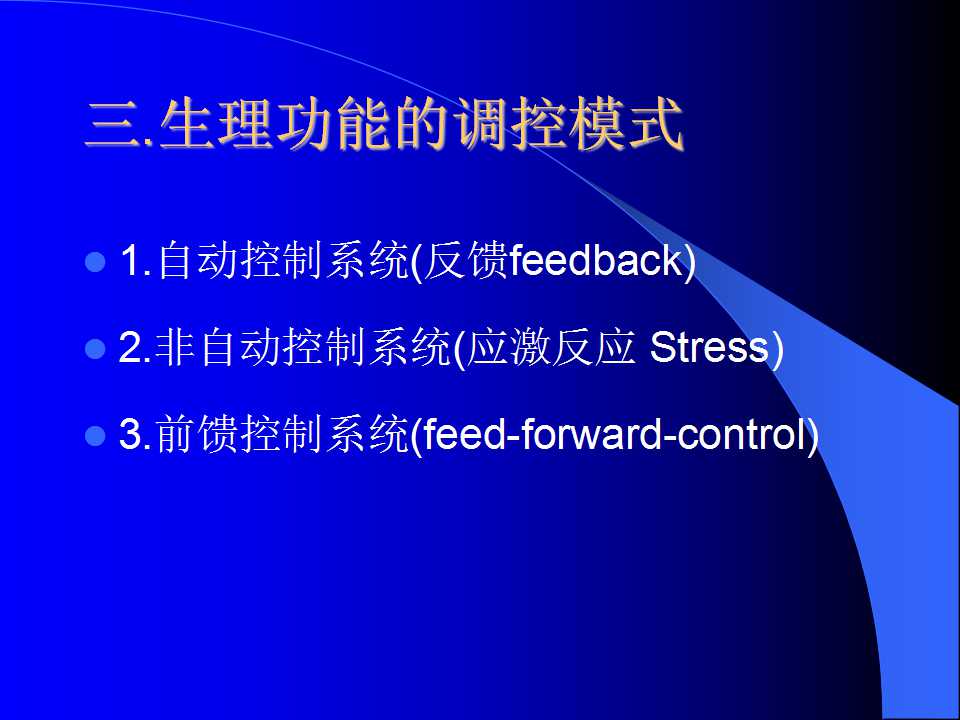 三.生理功能的调控模式
1.自动控制系统(反馈feedback)
2.非自动控制系统(应激反应 Stress)
3.前馈控制系统(feed-forward-control)